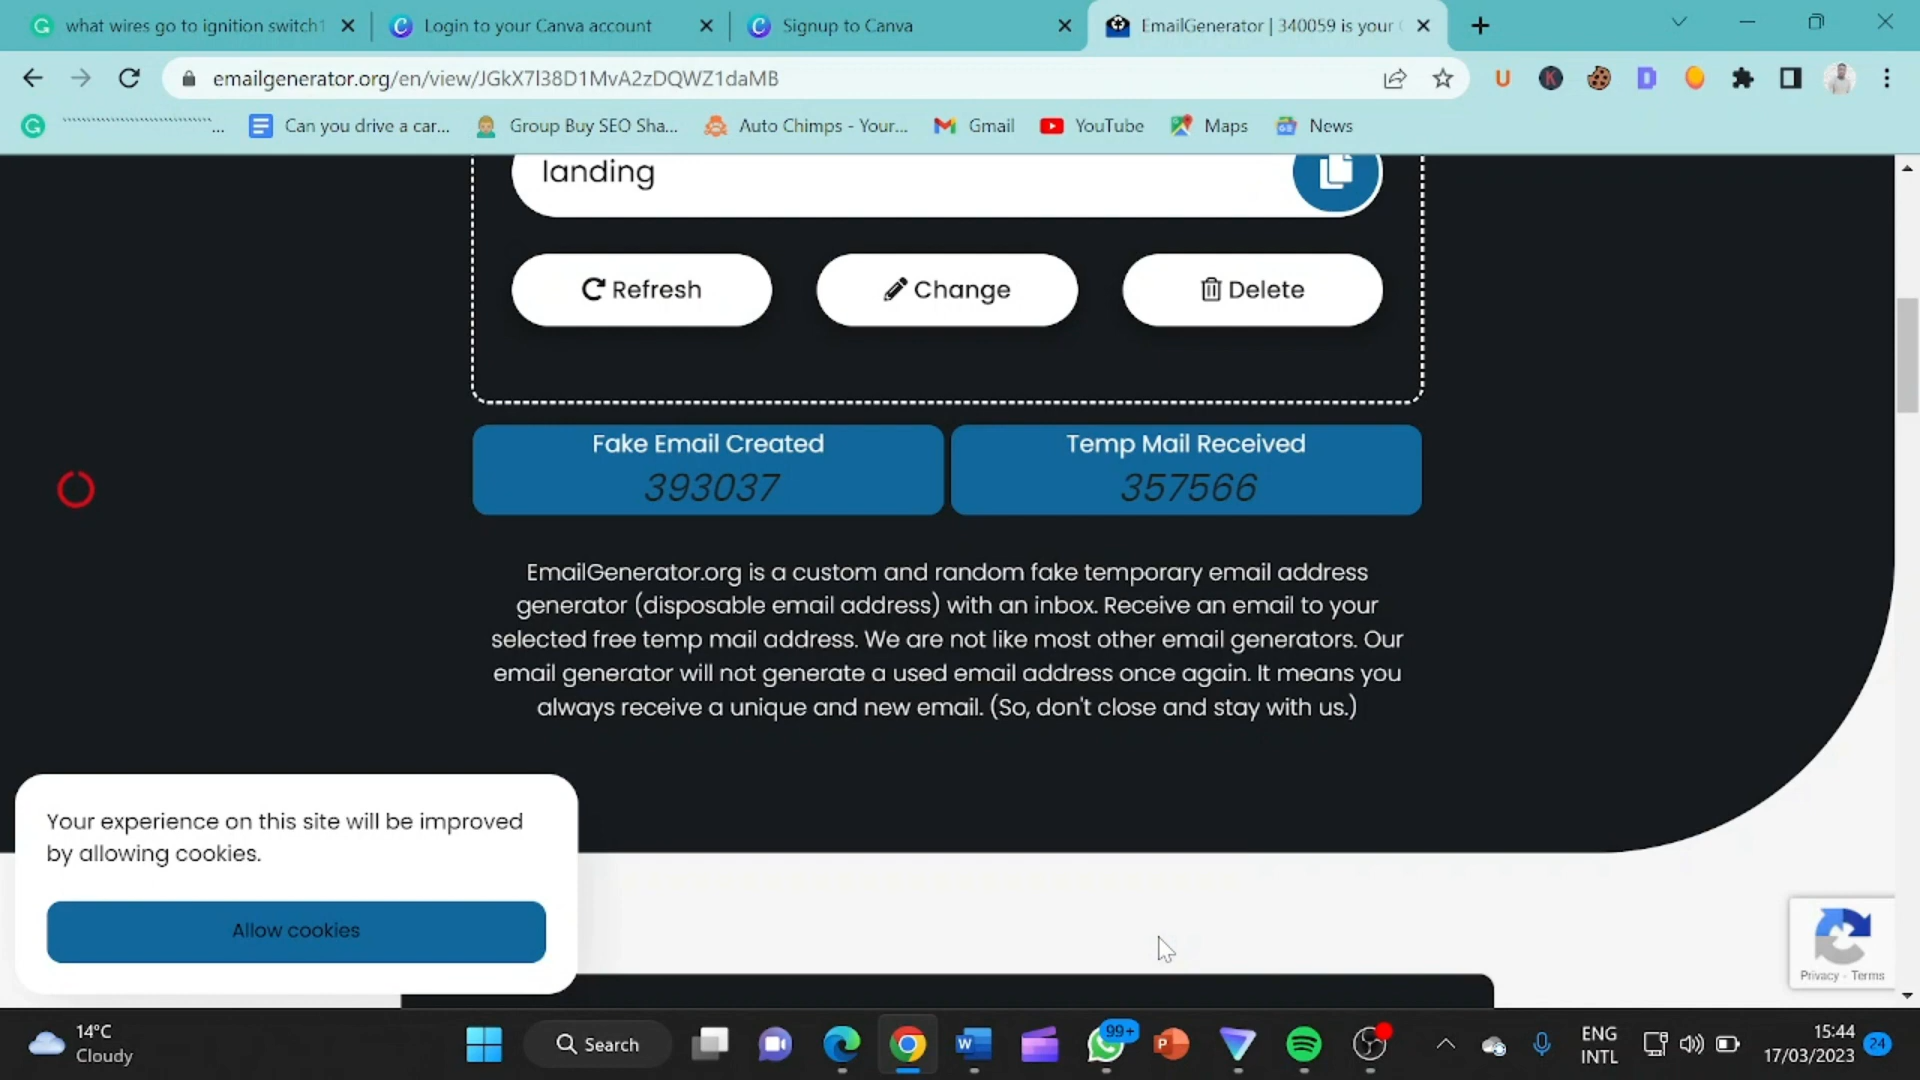 what wires go to ignition switch
Login to your Canva account
Signup to Canva
EmailGenerator | 340059 is your
emailgenerator.org/en/view/JGkX7l38D1MvA2zDQWZ1daMB
Can you drive a car...
Group Buy SEO Sha...
Auto Chimps - Your...
Gmail
YouTube
Maps
News
landing
Refresh
Change
Delete
Fake Email Created
393037
Temp Mail Received
357566
EmailGenerator.org is a custom and random fake temporary email address
generator (disposable email address) with an inbox. Receive an email to your
selected free temp mail address. We are not like most other email generators. Our
email generator will not generate a used email address once again. It means you
always receive a unique and new email. (So, don't close and stay with us.)
Your experience on this site will be improved
by allowing cookies.
Allow cookies
Privacy - Terms
14°C
Cloudy
Search
99+
ENG
INTL
15:44
17/03/2023
24